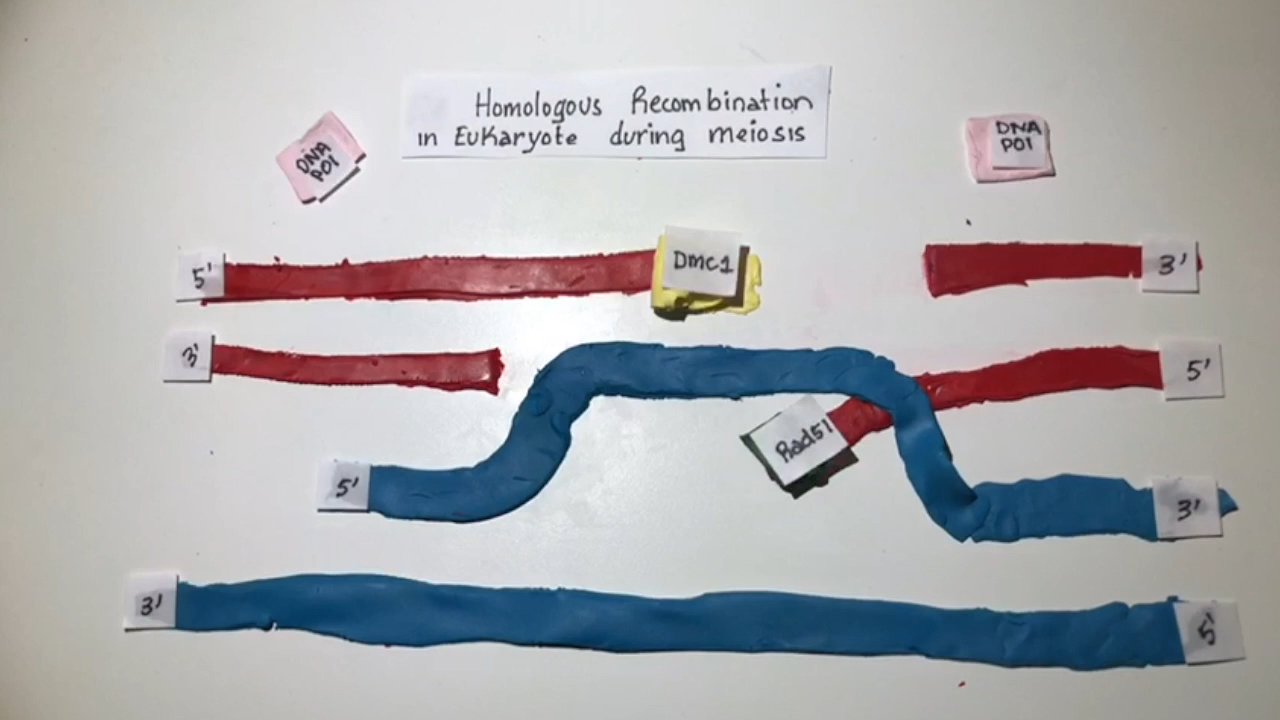 Homologous Recombination
in Eukaryote during meiosis
DNA
POl
DNA
POl
5'
Dmc1
3'
3'
5'
Rad51
5'
3'
3'
5'